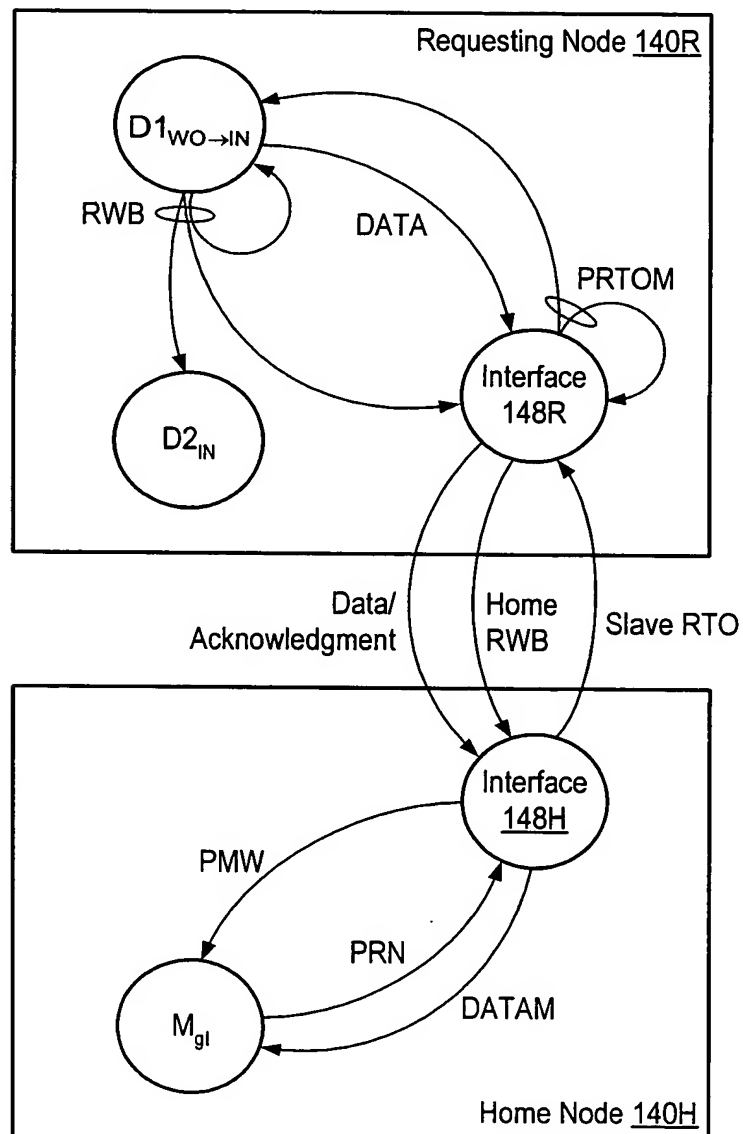 Requesting Node 140R
D1WO→IN
RWB
DATA
PRTOM
Interface
148R
D2IN
Data/
Acknowledgment
Home
RWB
Slave RTO
Interface
148H
PMW
PRN
DATAM
Mgl
Home Node 140H